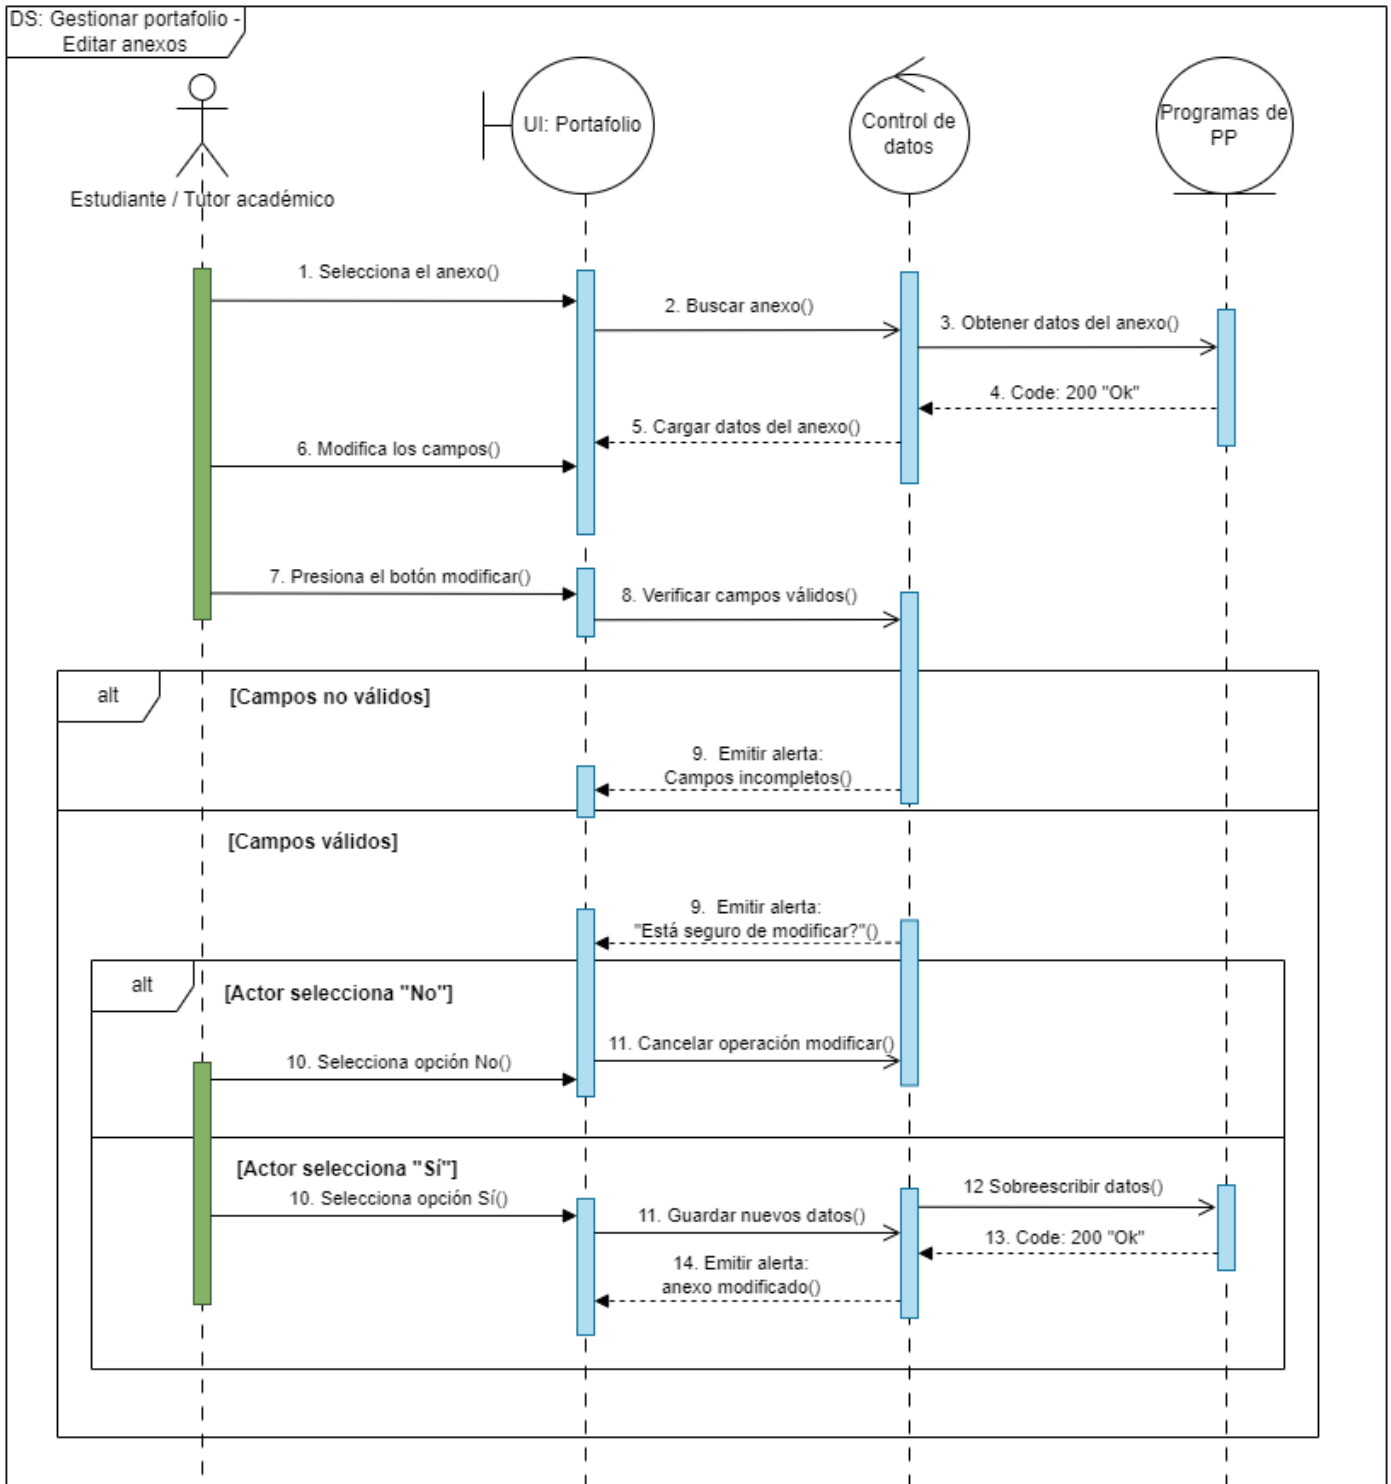 DS: Gestionar portafolio -
Editar anexos
UI: Portafolio
Control de
datos
Programas de
PP
Estudiante / Tutor académico
1. Selecciona el anexo()
2. Buscar anexo()
3. Obtener datos del anexo()
4. Code: 200 "Ok"
5. Cargar datos del anexo()
6. Modifica los campos()
7. Presiona el botón modificar()
8. Verificar campos válidos()
alt
[Campos no válidos]
9. Emitir alerta:
Campos incompletos()
[Campos válidos]
9. Emitir alerta:
"Está seguro de modificar?"()
alt
[Actor selecciona "No"]
10. Selecciona opción No()
11. Cancelar operación modificar()
[Actor selecciona "Sí"]
10. Selecciona opción Sí()
11. Guardar nuevos datos()
12 Sobreescribir datos()
13. Code: 200 "Ok"
14. Emitir alerta:
anexo modificado()